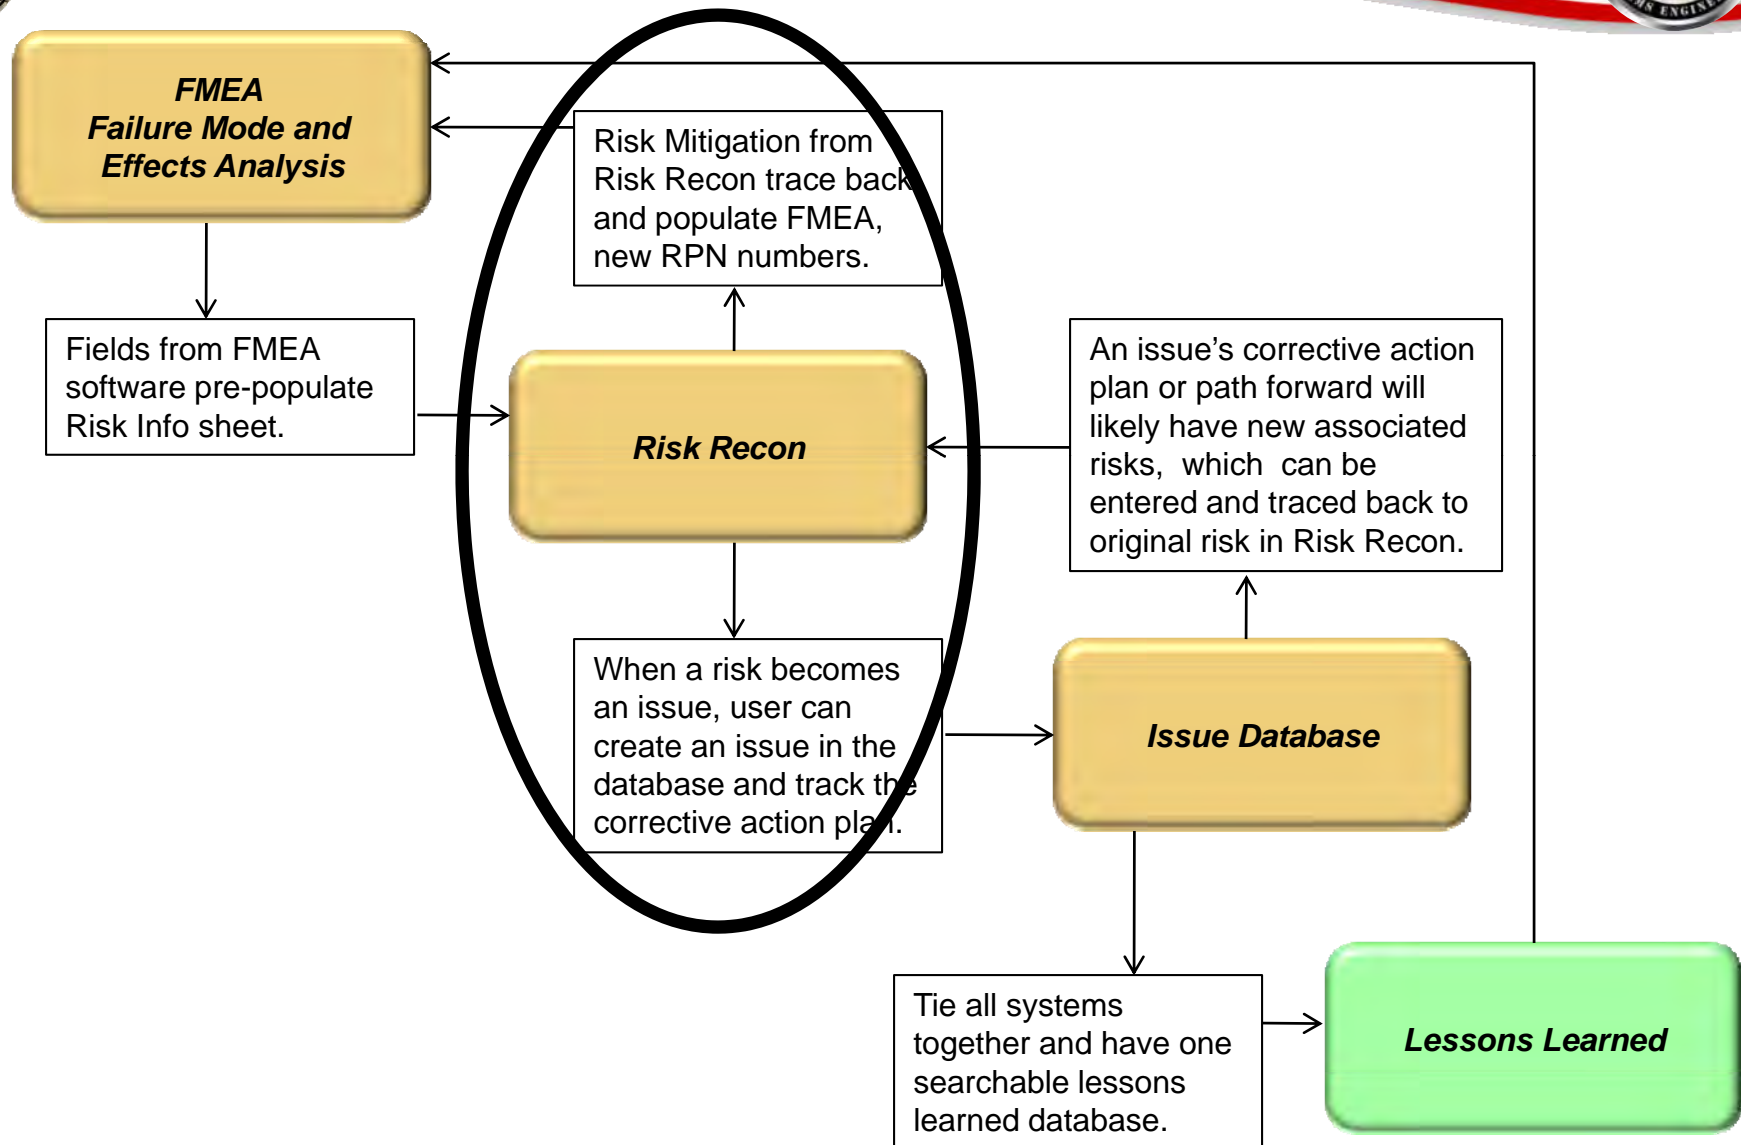 MS ENGINE
FMEA
Failure Mode and
Effects Analysis
Risk Mitigation from
Risk Recon trace back
and populate FMEA,
new RPN numbers.
Fields from FMEA
software pre-populate
Risk Info sheet.
Risk Recon
An issue’s corrective action
plan or path forward will
likely have new associated
risks, which can be
entered and traced back to
original risk in Risk Recon.
When a risk becomes
an issue, user can
create an issue in the
database and track the
corrective action plan.
Issue Database
Tie all systems
together and have one
searchable lessons
learned database.
Lessons Learned